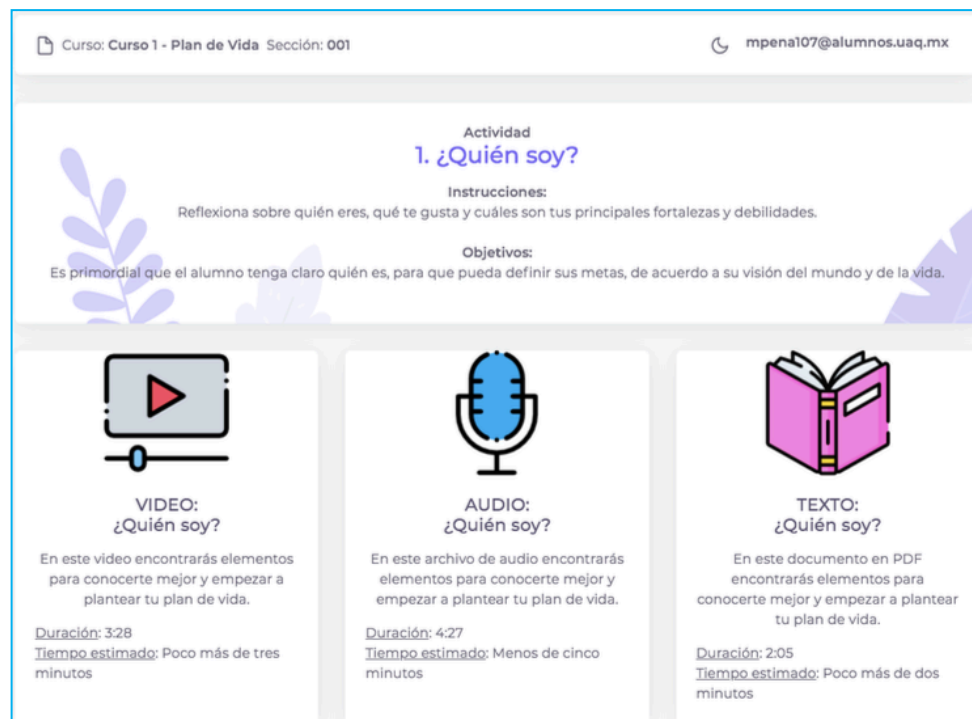 Curso: Curso 1 - Plan de Vida Sección: 001
mpena107@alumnos.uaq.mx
Actividad
1. ¿Quién soy?
Instrucciones:
Reflexiona sobre quién eres, qué te gusta y cuáles son tus principales fortalezas y debilidades.
Objetivos:
Es primordial que el alumno tenga claro quién es, para que pueda definir sus metas, de acuerdo a su visión del mundo y de la vida.
VIDEO:
¿Quién soy?
En este video encontrarás elementos
para conocerte mejor y empezar a
plantear tu plan de vida.
Duración: 3:28
Tiempo estimado: Poco más de tres
minutos
AUDIO:
¿Quién soy?
En este archivo de audio encontrarás
elementos para conocerte mejor y
empezar a plantear tu plan de vida.
Duración: 4:27
Tiempo estimado: Menos de cinco
minutos
TEXTO:
¿Quién soy?
En este documento en PDF
encontrarás elementos para
conocerte mejor y empezar a plantear
tu plan de vida.
Duración: 2:05
Tiempo estimado: Poco más de dos
minutos